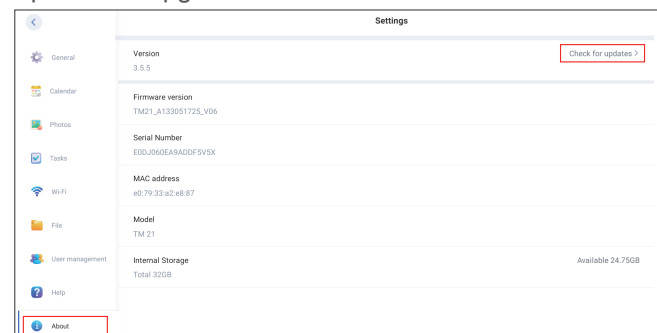 Settings
General
Calendar
Photos
Tasks
Wi-Fi
File
User management
Help
About
Version
Check for updates >
3.5.5
Firmware version
TM21_A133051725_V06
Serial Number
E0DJ060EA9ADDF5V5X
MAC address
e0:79:33:a2:e8:87
Model
TM 21
Internal Storage
Available 24.75GB
Total 32GB